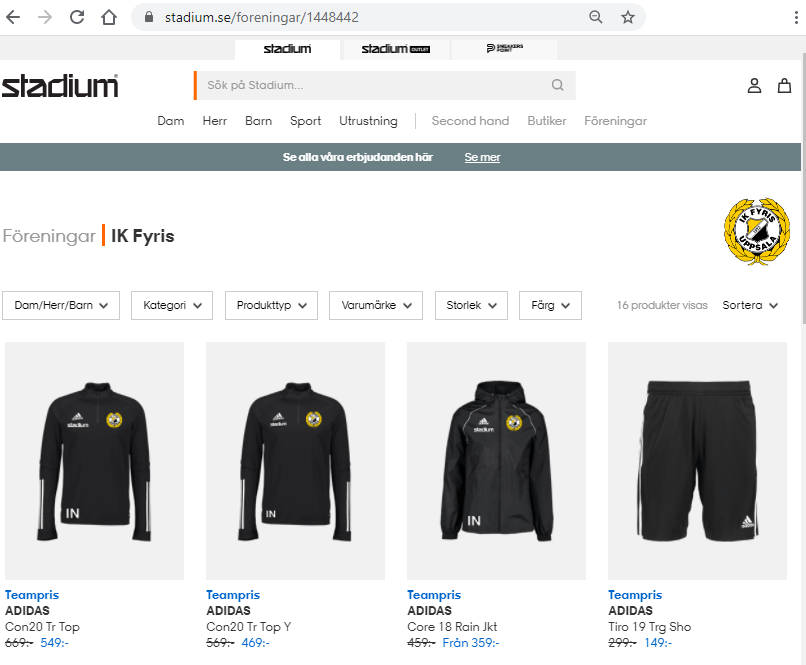 stadium.se/foreningar/1448442
stadium stadium OUTLET SNEAKERS POINT
stadium
Sök på Stadium...
Dam Herr Barn Sport Utrustning Second hand Butiker Föreningar
Se alla våra erbjudanden här Se mer
IK FYRIS
UPPSALA
Föreningar IK Fyris
Dam/Herr/Barn Kategori Produkttyp Varumärke Storlek Färg 16 produkter visas Sortera
adidas
stadium
IN
adidas
stadium
IN
adidas
stadium
IN
adidas
Teampris Teampris Teampris Teampris
ADIDAS ADIDAS ADIDAS ADIDAS
Con20 Tr Top Con20 Tr Top Y Core 18 Rain Jkt Tiro 19 Trg Sho
669:- 549:- 569:- 469:- 459:- Från 359:- 299:- 149:-